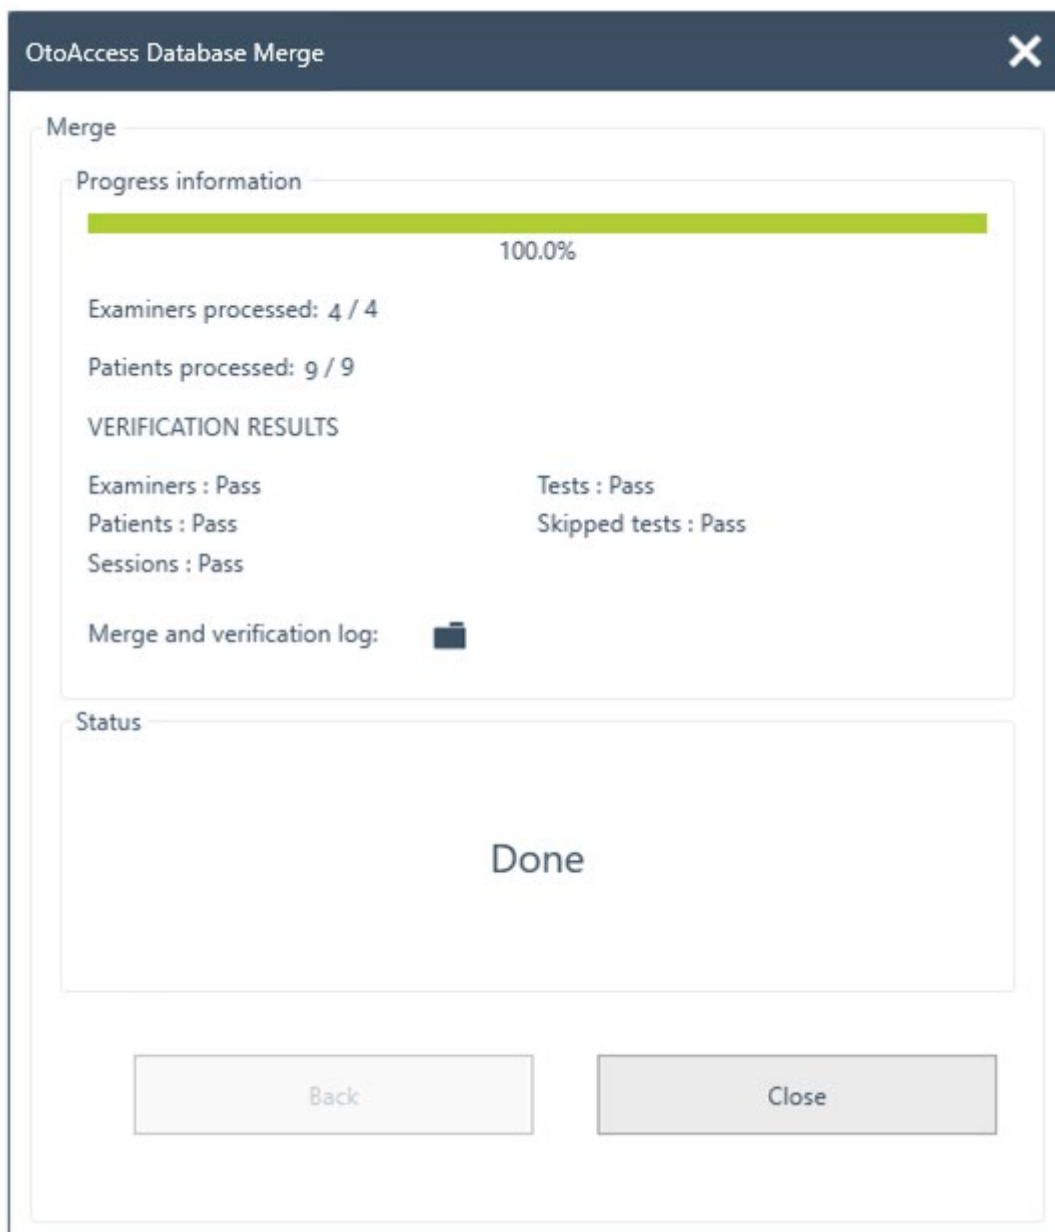 OtoAccess Database Merge
Merge
Progress information
100.0%
Examiners processed: 4 / 4
Patients processed: 9 / 9
VERIFICATION RESULTS
Examiners : Pass
Tests : Pass
Patients : Pass
Skipped tests : Pass
Sessions : Pass
Merge and verification log:
Status
Done
Back
Close